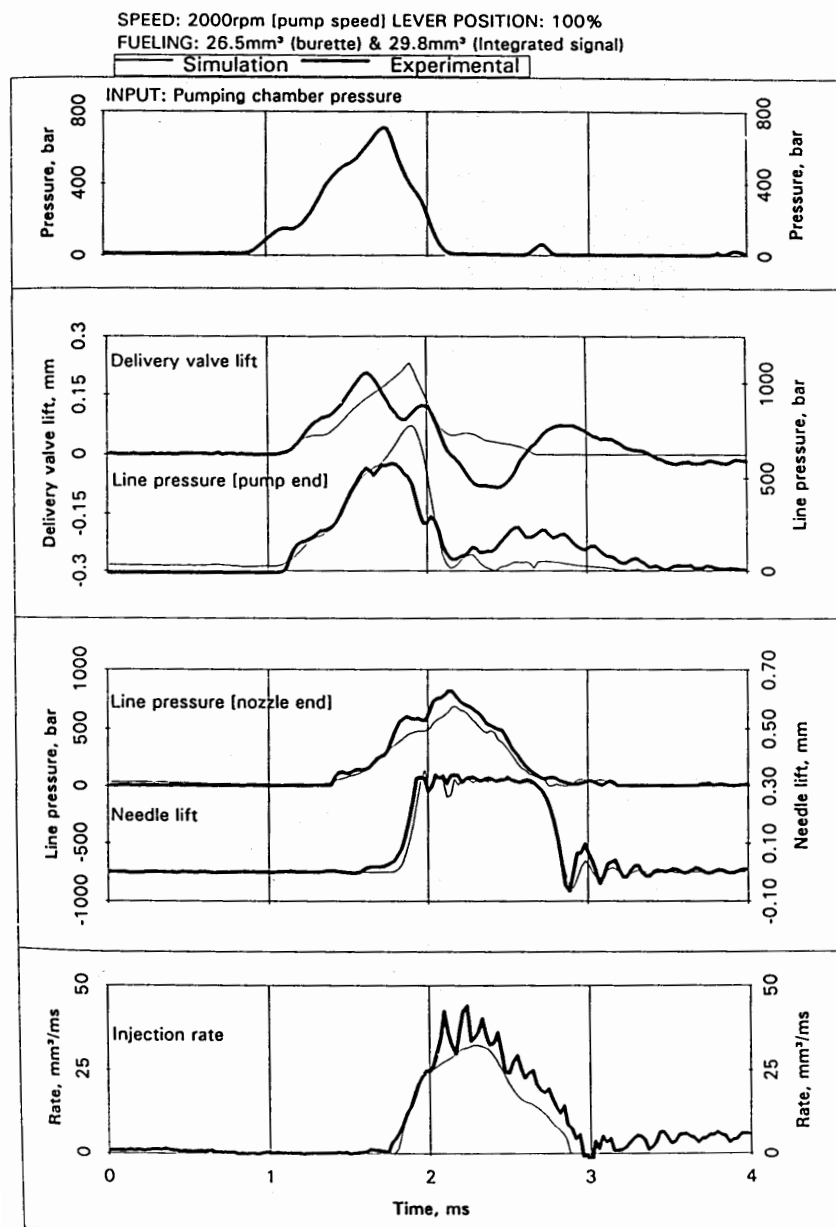 SPEED: 2000rpm [pump speed] LEVER POSITION: 100%
FUELING: 26.5mm³ (burette) & 29.8mm³ (Integrated signal)
Simulation Experimental
INPUT: Pumping chamber pressure
Pressure, bar
800
400
0
800
400
0
Pressure, bar
Delivery valve lift
Line pressure [pump end]
Delivery valve lift, mm
0.3
0.15
0
-0.15
-0.3
1000
500
0
Line pressure, bar
Line pressure [nozzle end]
Needle lift
Line pressure, bar
1000
500
0
-500
-1000
0.70
0.50
0.30
0.10
-0.10
Needle lift, mm
Injection rate
Rate, mm³/ms
50
25
0
50
25
0
Rate, mm³/ms
0 1 2 3 4
Time, ms